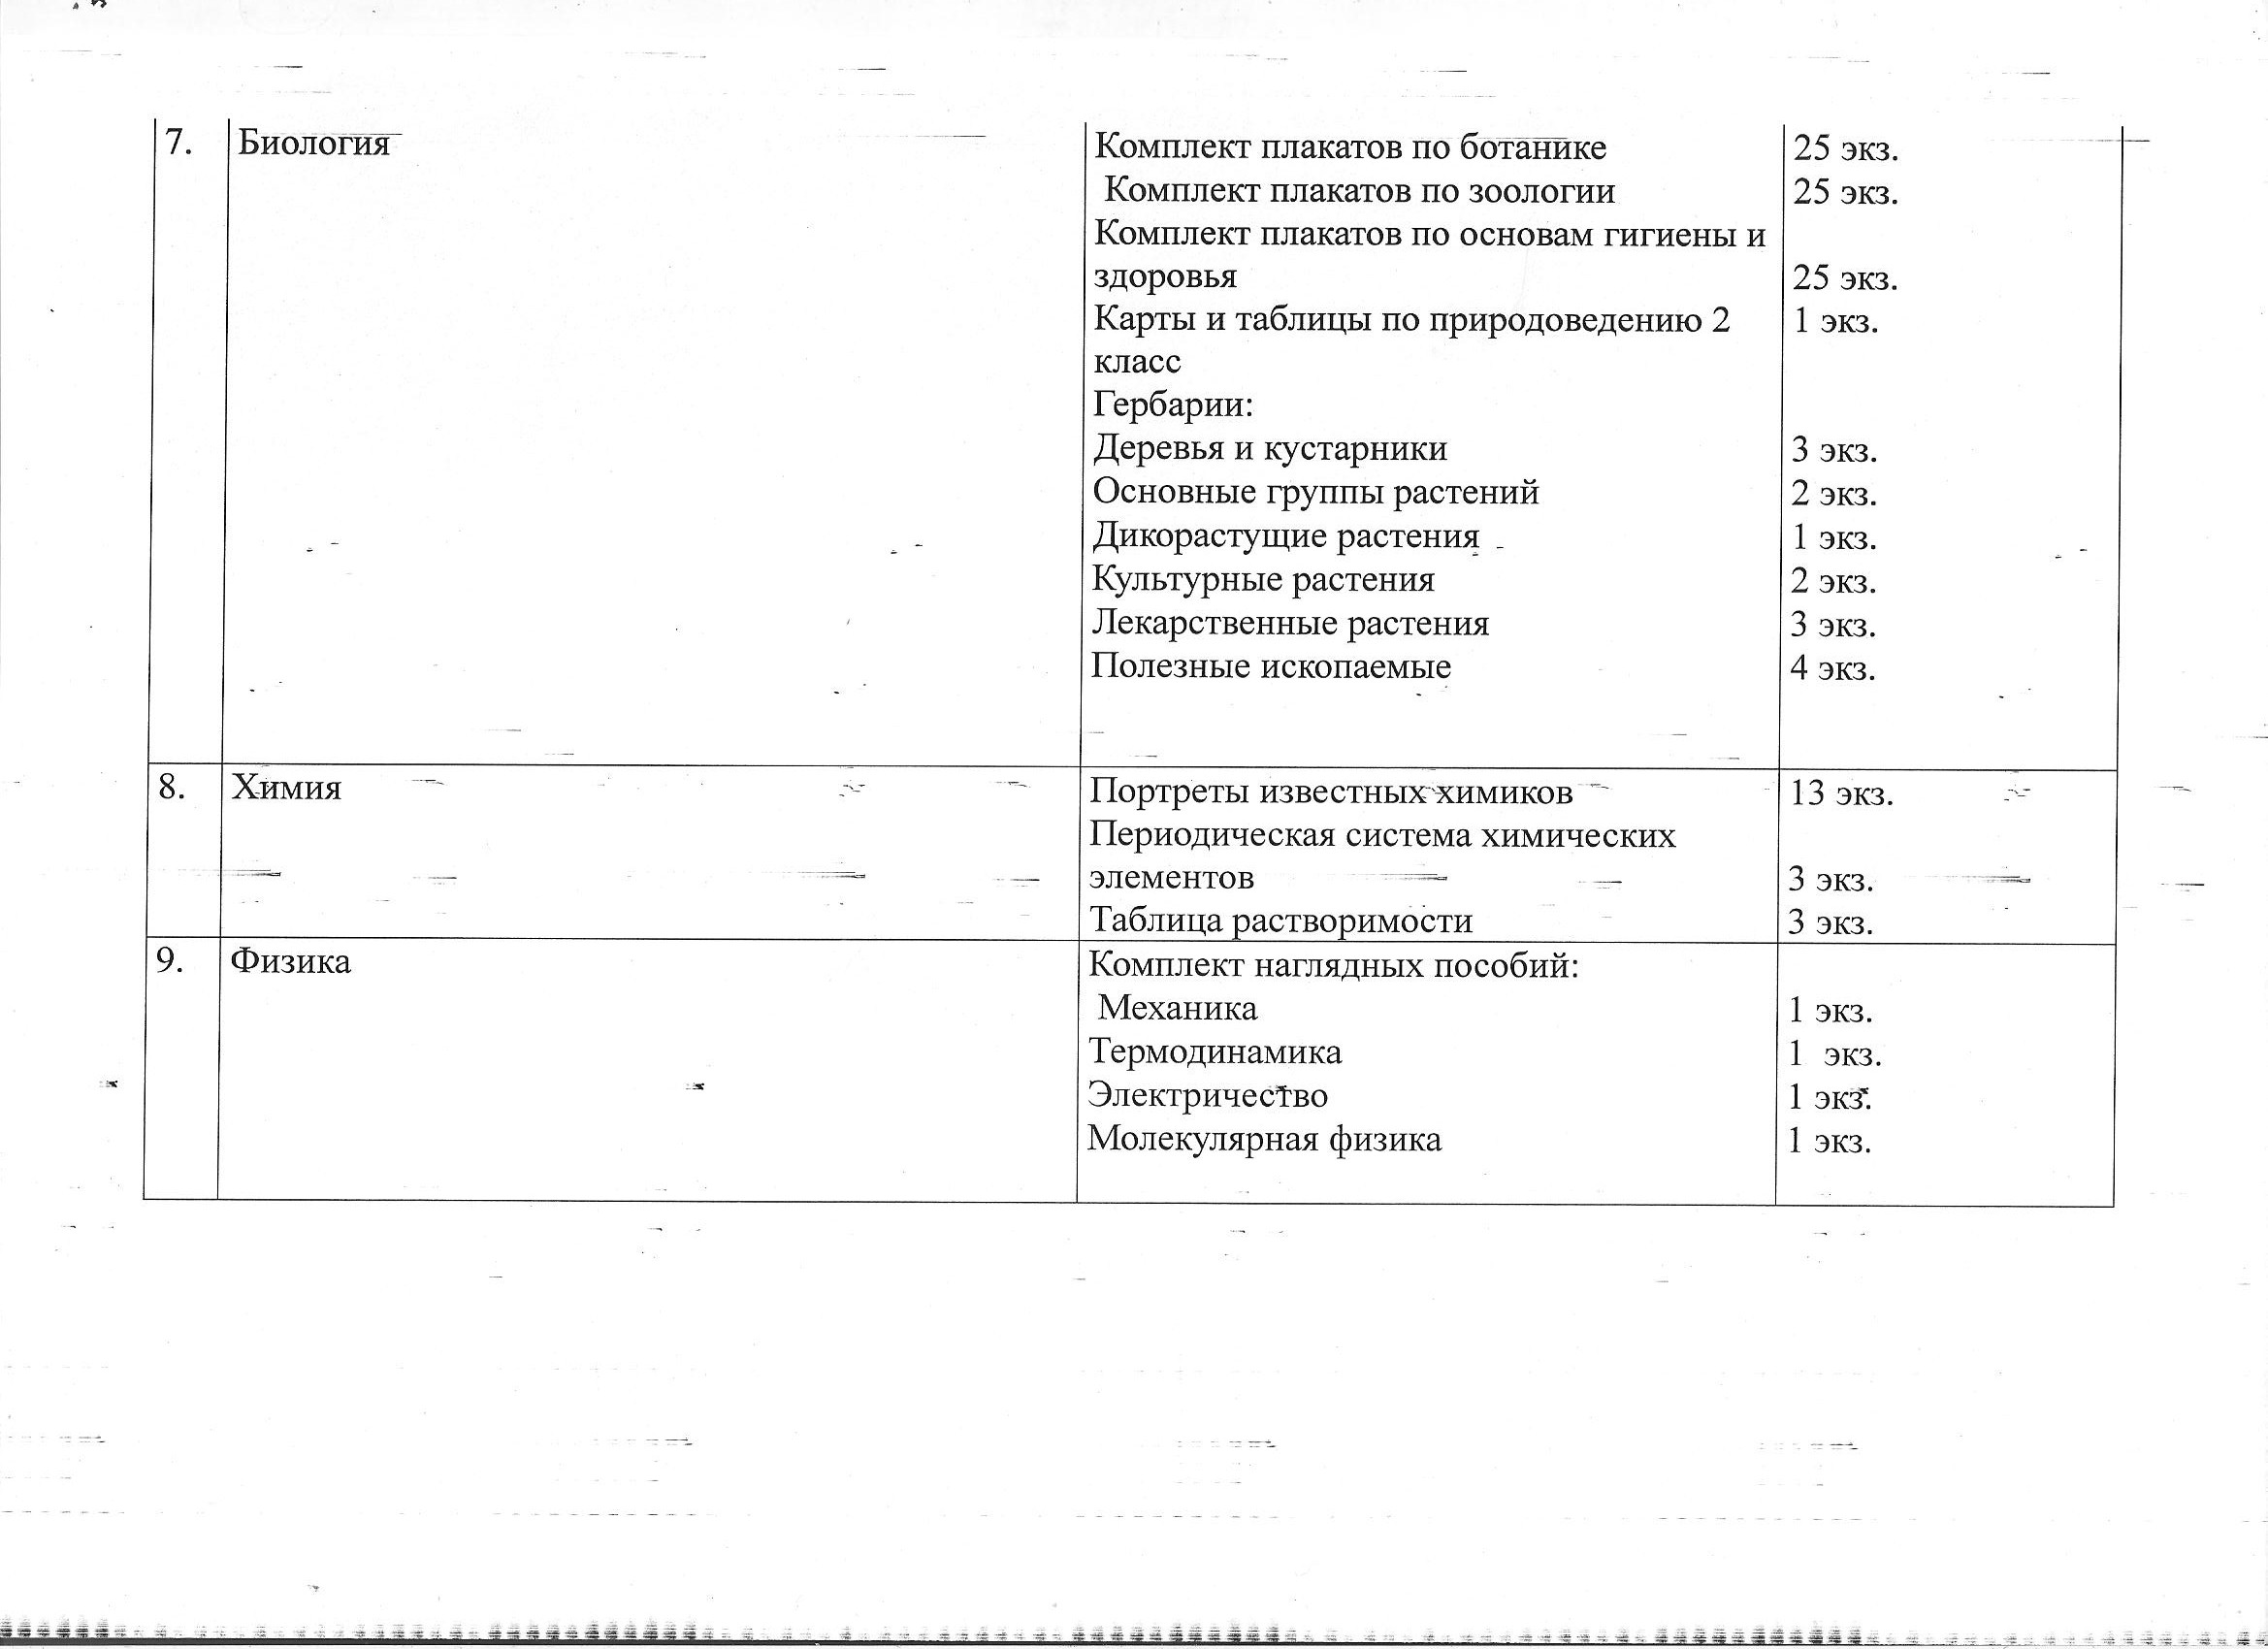 7. Биология Комплект плакатов по ботанике 25 экз.
Комплект плакатов по зоологии 25 экз.
Комплект плакатов по основам гигиены и
здоровья 25 экз.
Карты и таблицы по природоведению 2 1 экз.
класс
Гербарии:
Деревья и кустарники 3 экз.
Основные группы растений 2 экз.
Дикорастущие растения 1 экз.
Культурные растения 2 экз.
Лекарственные растения 3 экз.
Полезные ископаемые 4 экз.
8. Химия Портреты известных химиков 13 экз.
Периодическая система химических
элементов 3 экз.
Таблица растворимости 3 экз.
9. Физика Комплект наглядных пособий:
Механика 1 экз.
Термодинамика 1 экз.
Электричество 1 экз.
Молекулярная физика 1 экз.